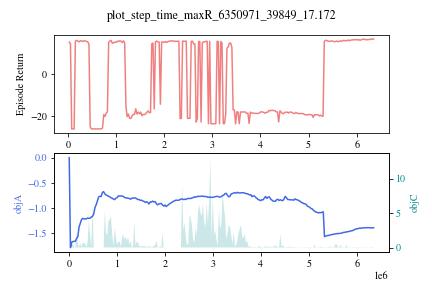 plot_step_time_maxR_6350971_39849_17.172
Episode Return
0
−20
0 1 2 3 4 5 6
objA
0.0
−0.5
−1.0
−1.5
10
5
0
objC
0 1 2 3 4 5 6
1e6